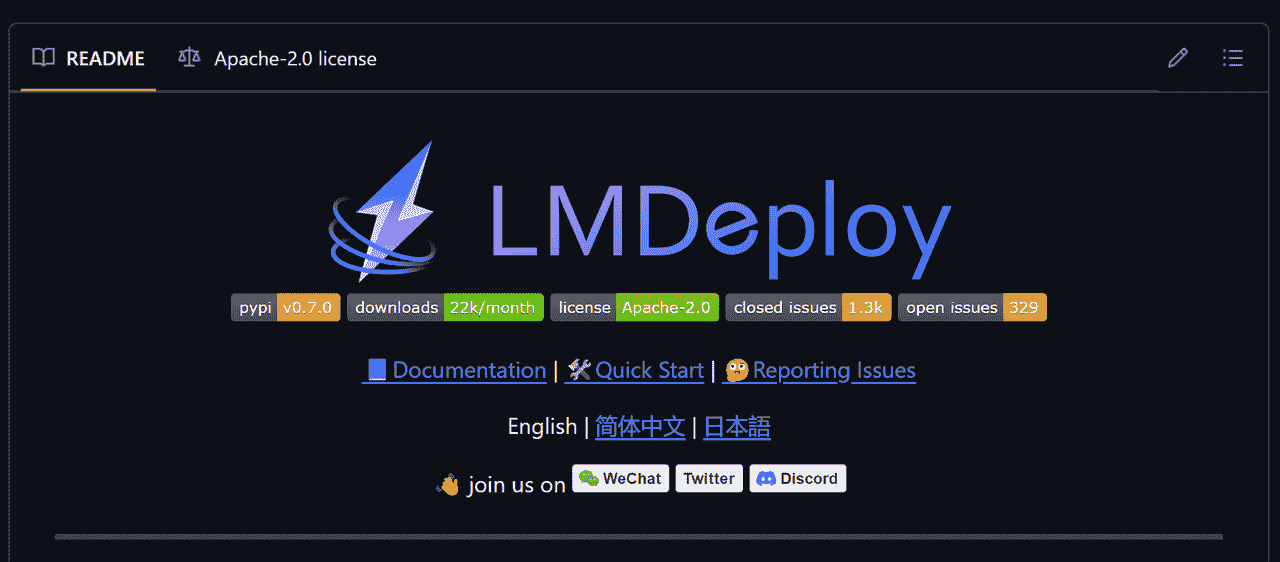 README Apache-2.0 license
LMDeploy
pypi v0.7.0 downloads 22k/month license Apache-2.0 closed issues 1.3k open issues 329
📘Documentation | 🛠️Quick Start | 🤔Reporting Issues
English | 简体中文 | 日本語
👋 join us on WeChat Twitter Discord